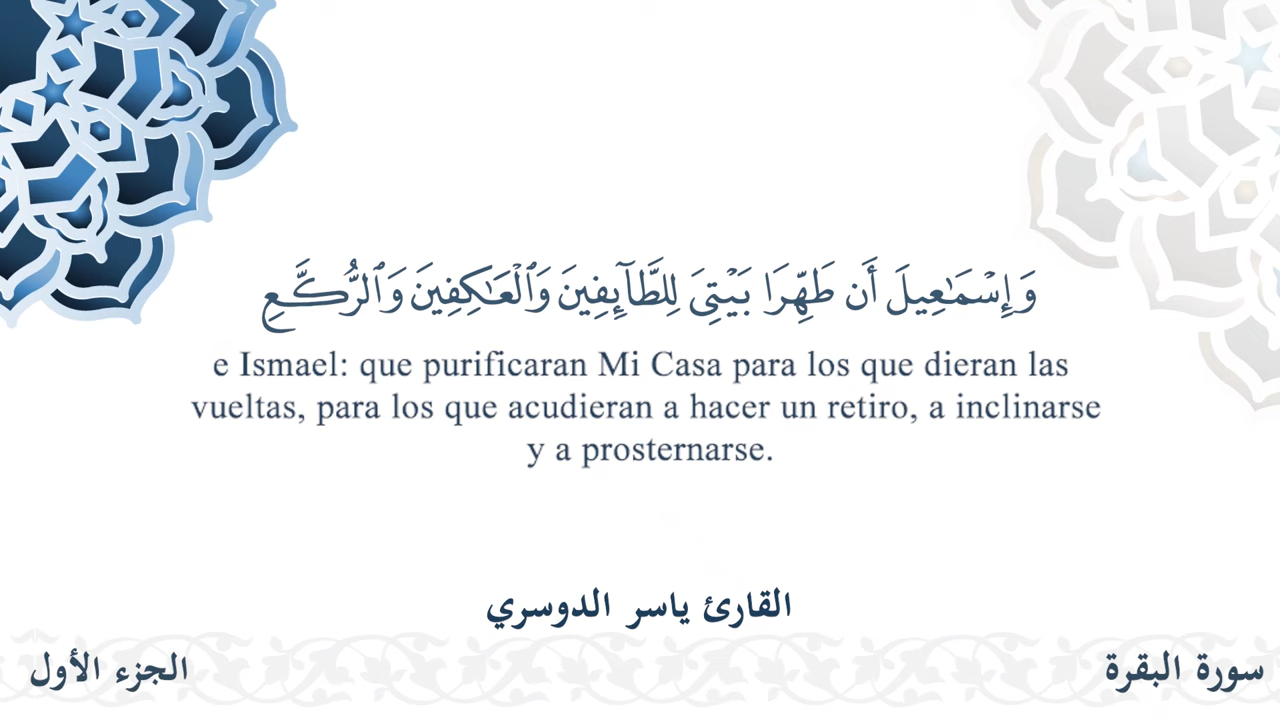 وَإِسْمَـٰعِيلَ أَن طَهِّرَا بَيْتِىَ لِلطَّآئِفِينَ وَٱلْعَـٰكِفِينَ وَٱلرُّكَّعِ
e Ismael: que purificaran Mi Casa para los que dieran las
vueltas, para los que acudieran a hacer un retiro, a inclinarse
y a prosternarse.
القارئ ياسر الدوسري
سورة البقرة
الجزء الأول